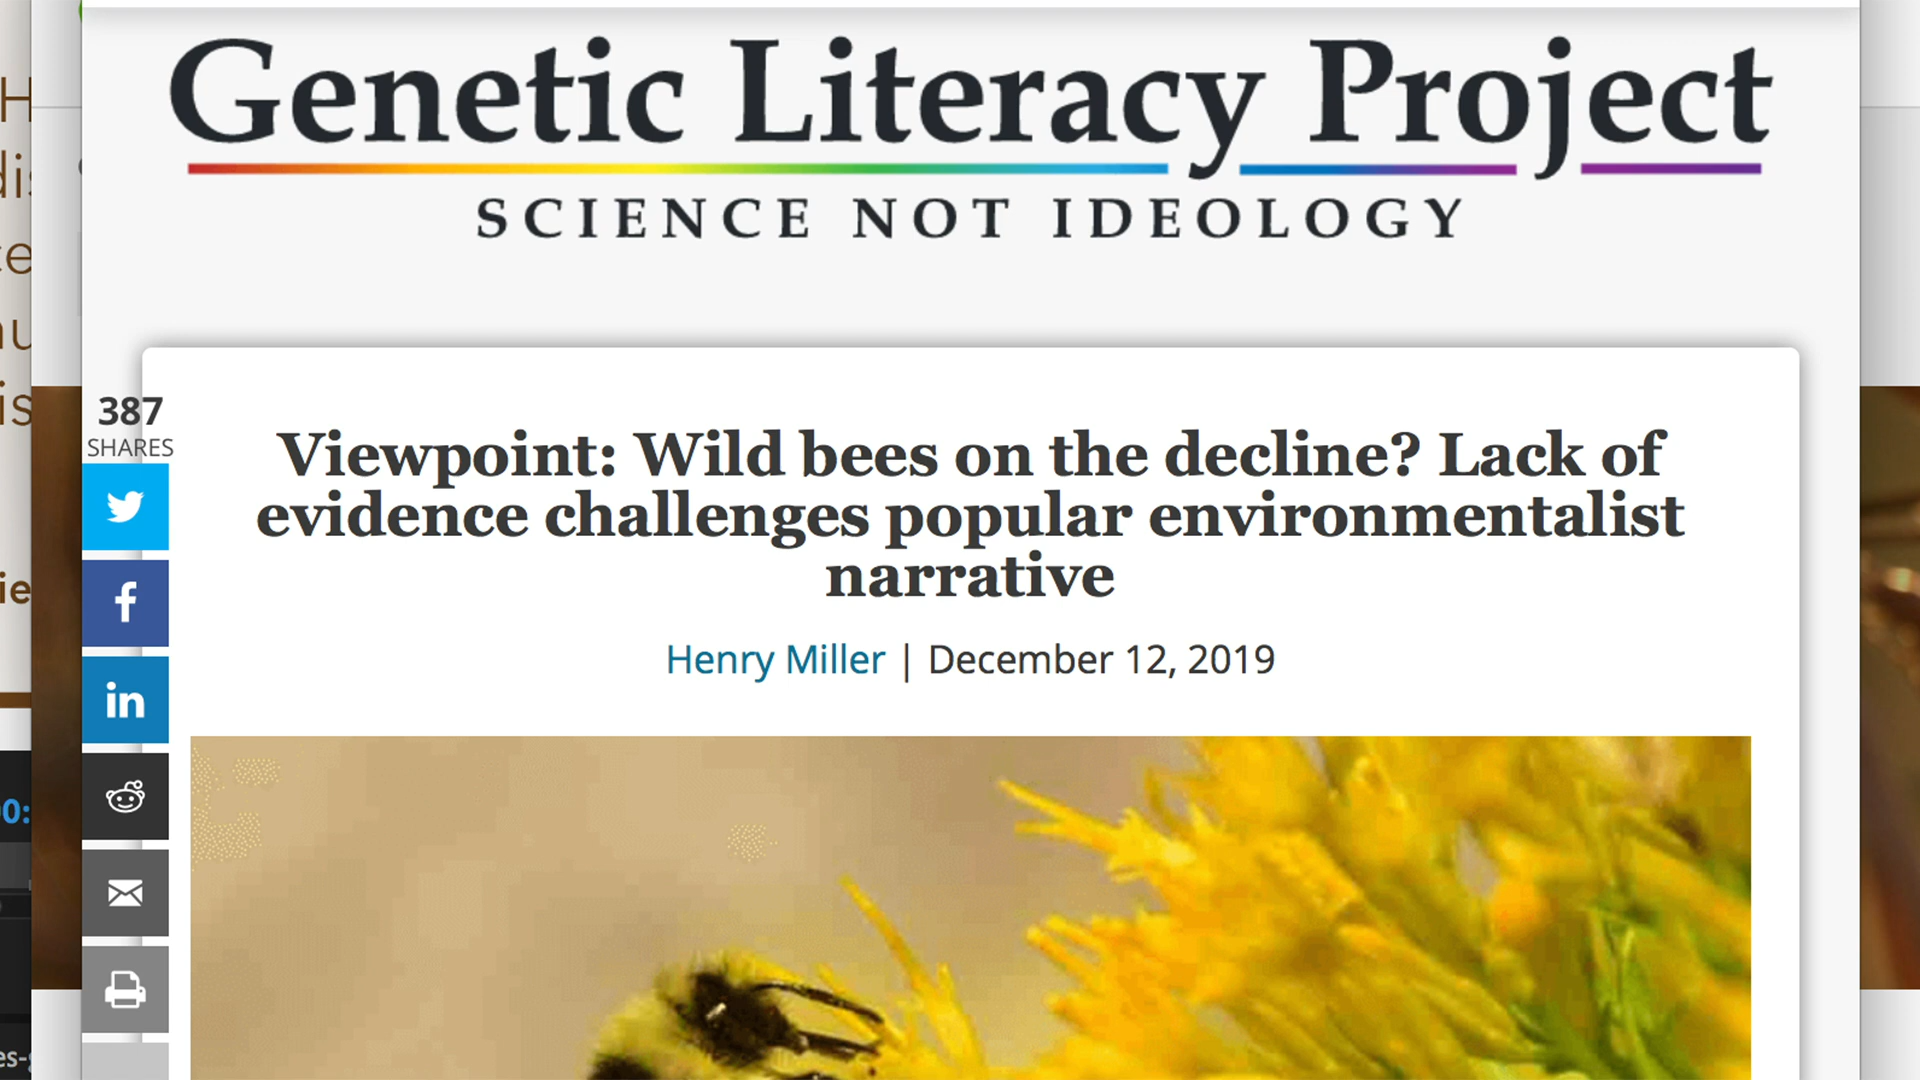 Genetic Literacy Project
SCIENCE NOT IDEOLOGY
387
SHARES
Viewpoint: Wild bees on the decline? Lack of
evidence challenges popular environmentalist
narrative
Henry Miller | December 12, 2019
in